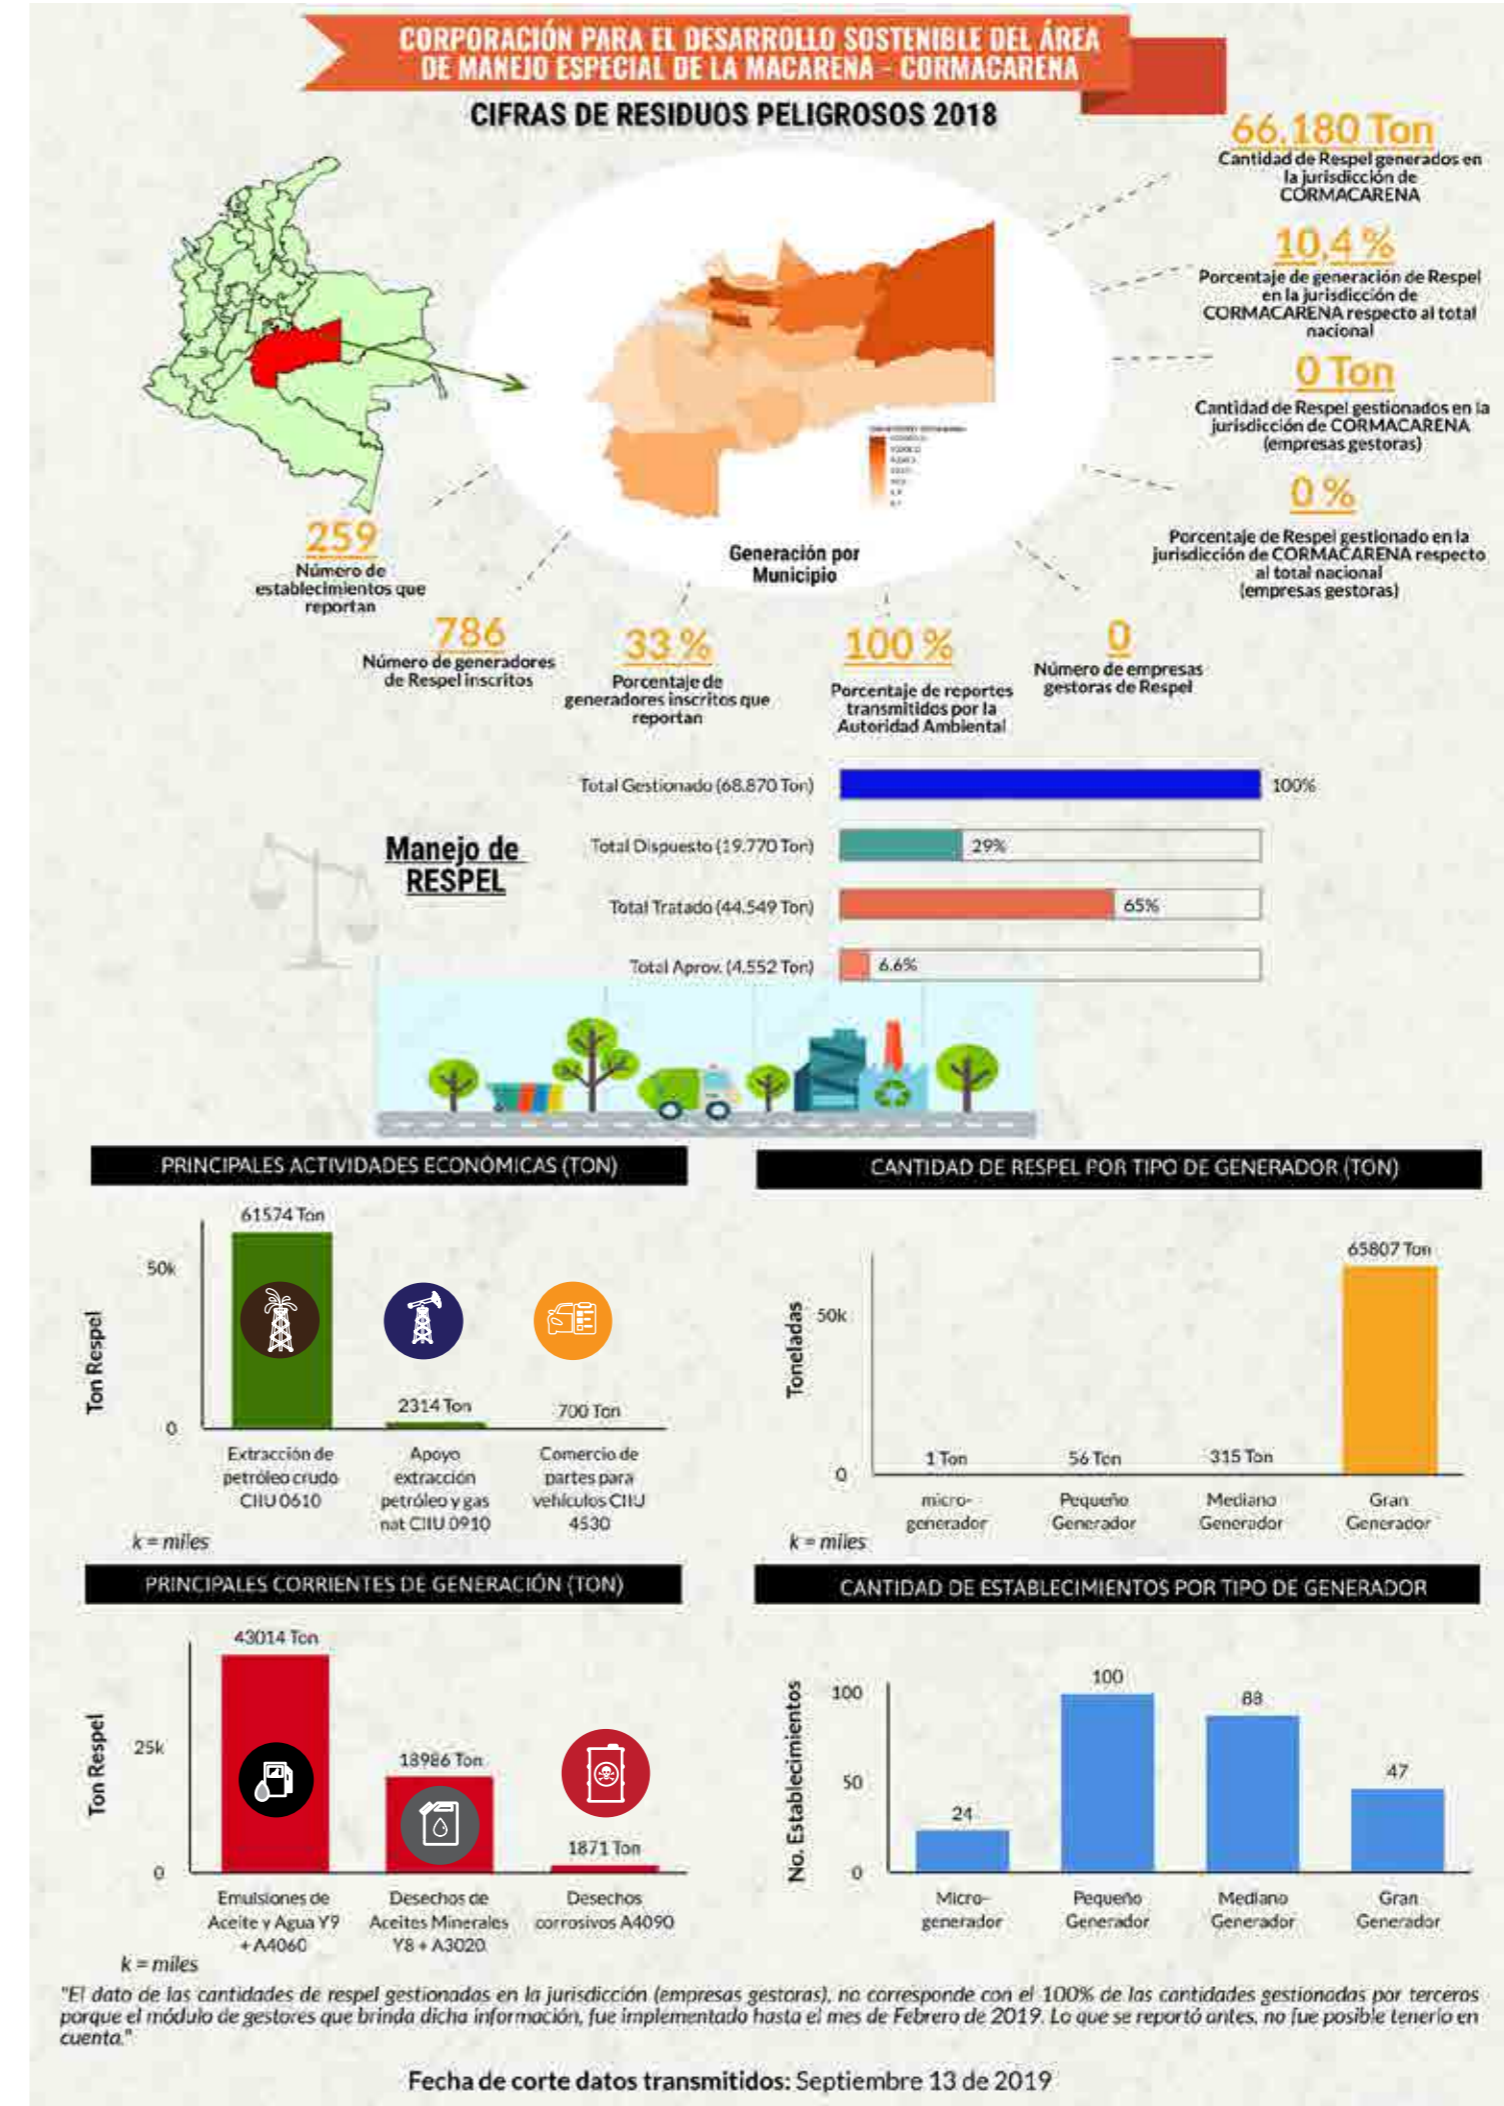 CORPORACIÓN PARA EL DESARROLLO SOSTENIBLE DEL ÁREA
DE MANEJO ESPECIAL DE LA MACARENA - CORMACARENA
CIFRAS DE RESIDUOS PELIGROSOS 2018
66.180 Ton
Cantidad de Respel generados en
la jurisdicción de
CORMACARENA
10,4 %
Porcentaje de generación de Respel
en la jurisdicción de
CORMACARENA respecto al total
nacional
0 Ton
Cantidad de Respel gestionados en la
jurisdicción de CORMACARENA
(empresas gestoras)
0 %
Porcentaje de Respel gestionado en la
jurisdicción de CORMACARENA respecto
al total nacional
(empresas gestoras)
Generación por
Municipio
259
Número de
establecimientos que
reportan
786
Número de generadores
de Respel inscritos
33 %
Porcentaje de
generadores inscritos que
reportan
100 %
Porcentaje de reportes
transmitidos por la
Autoridad Ambiental
0
Número de empresas
gestoras de Respel
Manejo de
RESPEL
Total Gestionado (68.870 Ton) 100%
Total Dispuesto (19.770 Ton) 29%
Total Tratado (44.549 Ton) 65%
Total Aprov. (4.552 Ton) 6.6%
PRINCIPALES ACTIVIDADES ECONÓMICAS (TON)
Ton Respel
50k
0
61574 Ton
2314 Ton
700 Ton
Extracción de
petróleo crudo
CIIU 0610
Apoyo
extracción
petróleo y gas
nat CIIU 0910
Comercio de
partes para
vehículos CIIU
4530
k = miles
CANTIDAD DE RESPEL POR TIPO DE GENERADOR (TON)
Toneladas
50k
0
1 Ton
56 Ton
315 Ton
65807 Ton
micro-
generador
Pequeño
Generador
Mediano
Generador
Gran
Generador
k = miles
PRINCIPALES CORRIENTES DE GENERACIÓN (TON)
Ton Respel
25k
0
43014 Ton
18986 Ton
1871 Ton
Emulsiones de
Aceite y Agua Y9
+ A4060
Desechos de
Aceites Minerales
Y8 + A3020
Desechos
corrosivos A4090
k = miles
CANTIDAD DE ESTABLECIMIENTOS POR TIPO DE GENERADOR
No. Establecimientos
100
50
0
24
100
88
47
Micro-
generador
Pequeño
Generador
Mediano
Generador
Gran
Generador
"El dato de las cantidades de respel gestionadas en la jurisdicción (empresas gestoras), no corresponde con el 100% de las cantidades gestionadas por terceros
porque el módulo de gestores que brinda dicha información, fue implementado hasta el mes de Febrero de 2019. Lo que se reportó antes, no fue posible tenerlo en
cuenta."
Fecha de corte datos transmitidos: Septiembre 13 de 2019